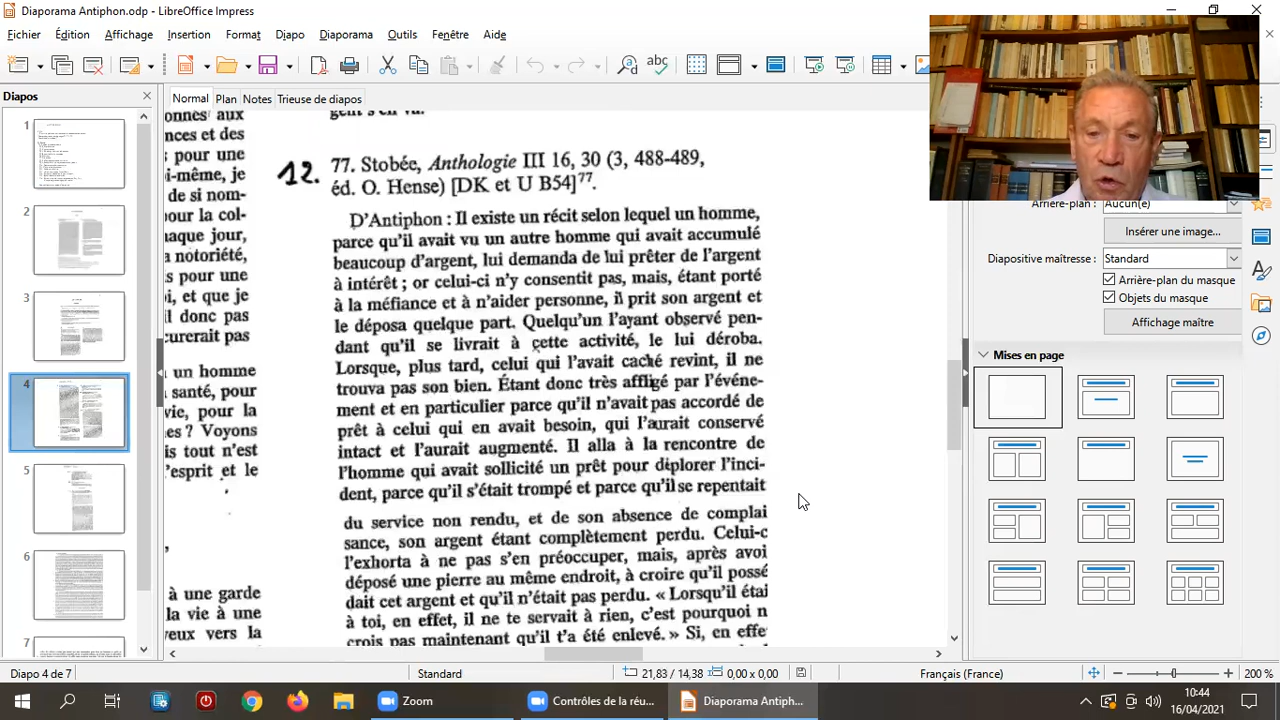 Diaporama Antiphon.odp - LibreOffice Impress
Fichier Édition Affichage Insertion Format Diapo Diaporama Outils Fenêtre Aide
Diapos
Normal Plan Notes Trieuse de diapos
1
2
3
4
5
6
7
onnes aux
nces et des
pour une
i-même, je
de si nom-
our la col-
aque jour,
notoriété,
s pour une
i, et que je
l donc pas
curerait pas
un homme
santé, pour
vie, pour la
es ? Voyons
is tout n'est
'esprit et le
à une garde
la vie à une
veux vers la
gent s'en va.
12. 77. Stobée, Anthologie III 16, 30 (3, 488-489,
éd. O. Hense) [DK et U B54]77.
D'Antiphon : Il existe un récit selon lequel un homme,
parce qu'il avait vu un autre homme qui avait accumulé
beaucoup d'argent, lui demanda de lui prêter de l'argent
à intérêt ; or celui-ci n'y consentit pas, mais, étant porté
à la méfiance et à n'aider personne, il prit son argent et
le déposa quelque part. Quelqu'un l'ayant observé pen-
dant qu'il se livrait à cette activité, le lui déroba.
Lorsque, plus tard, celui qui l'avait caché revint, il ne
trouva pas son bien. Étant donc très affligé par l'événe-
ment et en particulier parce qu'il n'avait pas accordé de
prêt à celui qui en avait besoin, qui l'aurait conservé
intact et l'aurait augmenté. Il alla à la rencontre de
l'homme qui avait sollicité un prêt pour déplorer l'inci-
dent, parce qu'il s'était trompé et parce qu'il se repentait
du service non rendu, et de son absence de complai
sance, son argent étant complètement perdu. Celui-c
l'exhorta à ne pas s'en préoccuper, mais, après avoi
déposé une pierre au même endroit, à croire qu'il possé
dait cet argent et qu'il n'était pas perdu. « Lorsqu'il étai
à toi, en effet, il ne te servait à rien, c'est pourquoi n
crois pas maintenant qu'il t'a été enlevé. » Si, en effe
Arrière-plan : Aucun(e)
Insérer une image...
Diapositive maîtresse : Standard
Arrière-plan du masque
Objets du masque
Affichage maître
Mises en page
Diapo 4 de 7 Standard 21,83 / 14,38 0,00 x 0,00 Français (France) 200 %
Zoom Contrôles de la réu... Diaporama Antiph...
10:44
16/04/2021